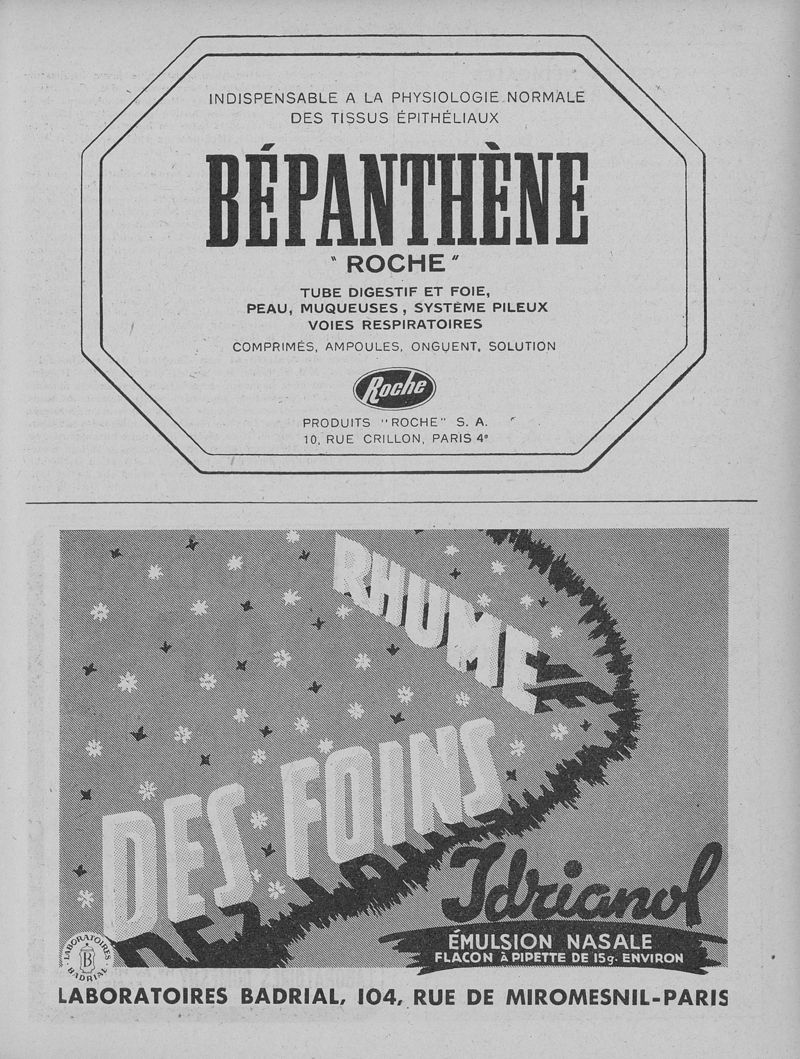 INDISPENSABLE A LA PHYSIOLOGIE NORMALE
DES TISSUS ÉPITHÉLIAUX
BÉPANTHÈNE
"ROCHE"
TUBE DIGESTIF ET FOIE,
PEAU, MUQUEUSES, SYSTÈME PILEUX
VOIES RESPIRATOIRES
COMPRIMÉS, AMPOULES, ONGUENT, SOLUTION
Roche
PRODUITS "ROCHE" S. A.
10, RUE CRILLON, PARIS 4e
RHUME
DES FOINS
Idrianol
ÉMULSION NASALE
FLACON À PIPETTE DE 15g. ENVIRON
LABORATOIRES
B
BADRIAL
LABORATOIRES BADRIAL, 104, RUE DE MIROMESNIL-PARIS